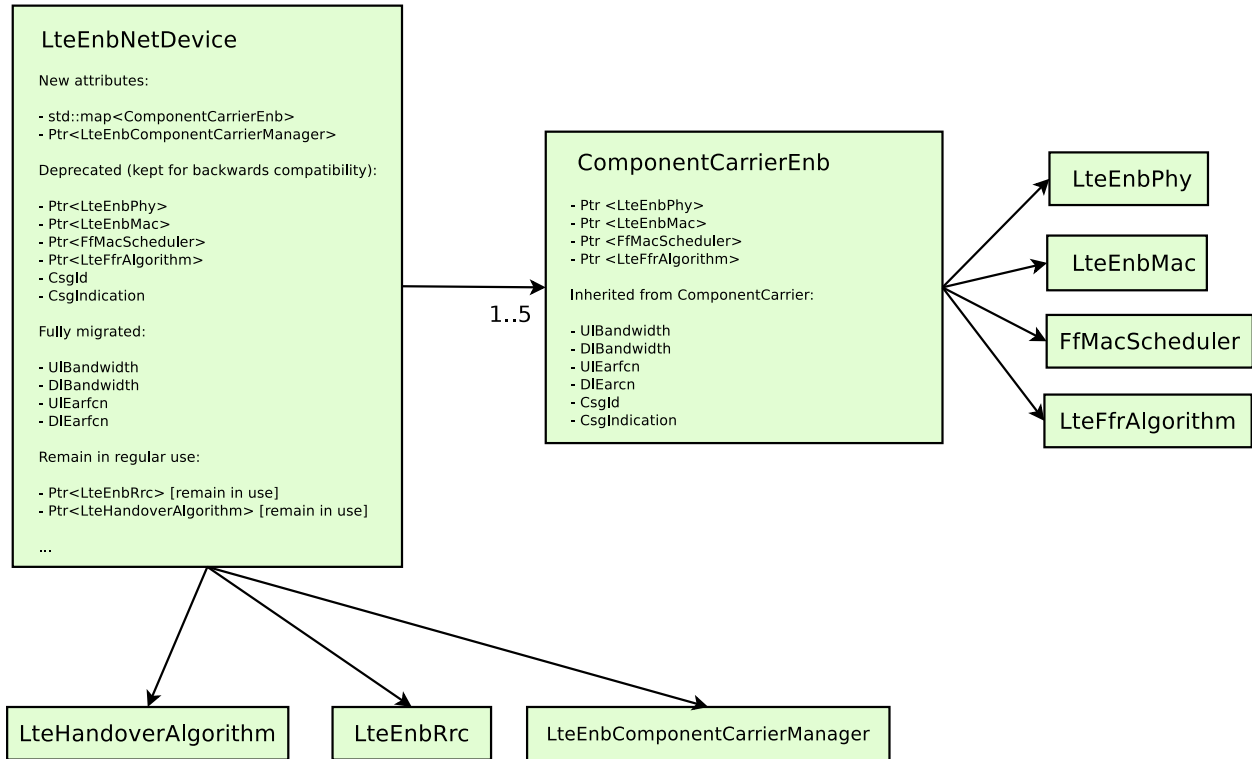 LteEnbNetDevice
New attributes:
- std::map<ComponentCarrierEnb>
- Ptr<LteEnbComponentCarrierManager>
Deprecated (kept for backwards compatibility):
- Ptr<LteEnbPhy>
- Ptr<LteEnbMac>
- Ptr<FfMacScheduler>
- Ptr<LteFfrAlgorithm>
- CsgId
- CsgIndication
Fully migrated:
- UlBandwidth
- DlBandwidth
- UlEarfcn
- DlEarfcn
Remain in regular use:
- Ptr<LteEnbRrc> [remain in use]
- Ptr<LteHandoverAlgorithm> [remain in use]
...
1..5
ComponentCarrierEnb
- Ptr <LteEnbPhy>
- Ptr <LteEnbMac>
- Ptr <FfMacScheduler>
- Ptr <LteFfrAlgorithm>
Inherited from ComponentCarrier:
- UlBandwidth
- DlBandwidth
- UlEarfcn
- DlEarcn
- CsgId
- CsgIndication
LteEnbPhy
LteEnbMac
FfMacScheduler
LteFfrAlgorithm
LteHandoverAlgorithm
LteEnbRrc
LteEnbComponentCarrierManager